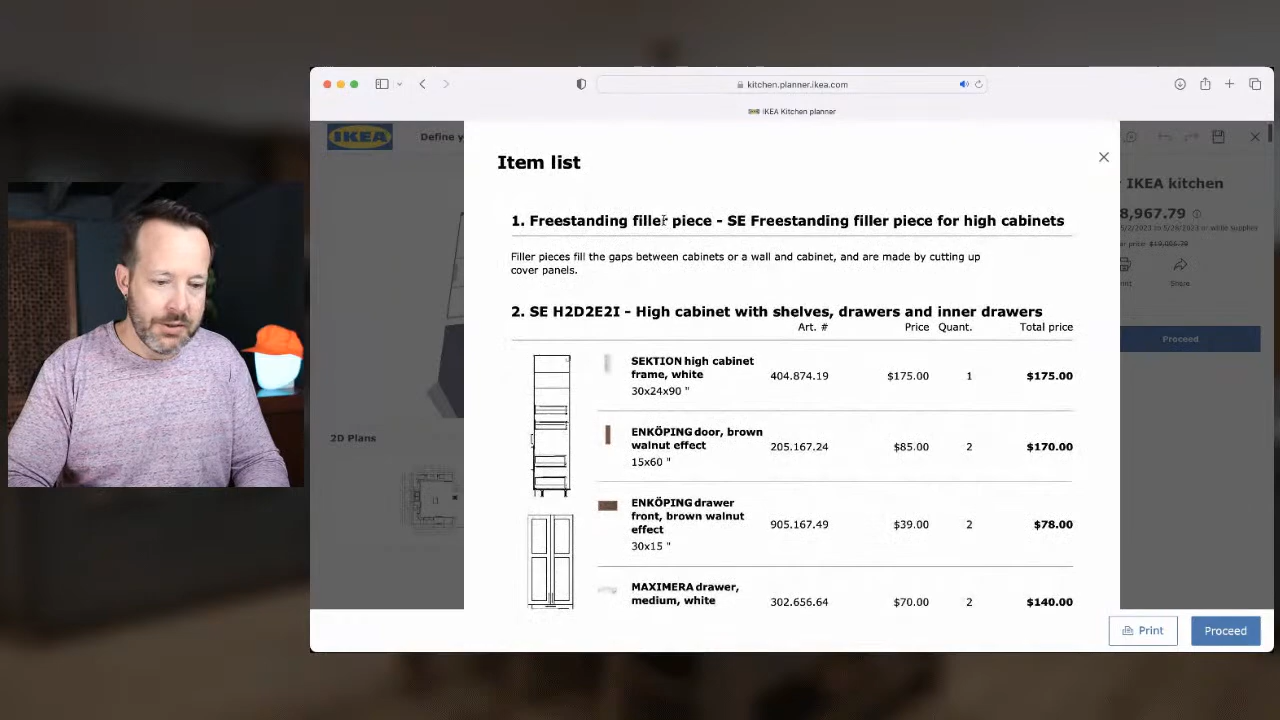 kitchen.planner.ikea.com
IKEA Kitchen planner
IKEA
Define y
Item list
IKEA kitchen
8,967.79
1. Freestanding filler piece - SE Freestanding filler piece for high cabinets
Filler pieces fill the gaps between cabinets or a wall and cabinet, and are made by cutting up
cover panels.
Share
2. SE H2D2E2I - High cabinet with shelves, drawers and inner drawers
Art. # Price Quant. Total price
Proceed
SEKTION high cabinet
frame, white
30x24x90 "
404.874.19 $175.00 1 $175.00
ENKÖPING door, brown
walnut effect
15x60 "
205.167.24 $85.00 2 $170.00
2D Plans
ENKÖPING drawer
front, brown walnut
effect
30x15 "
905.167.49 $39.00 2 $78.00
MAXIMERA drawer,
medium, white
302.656.64 $70.00 2 $140.00
Print
Proceed